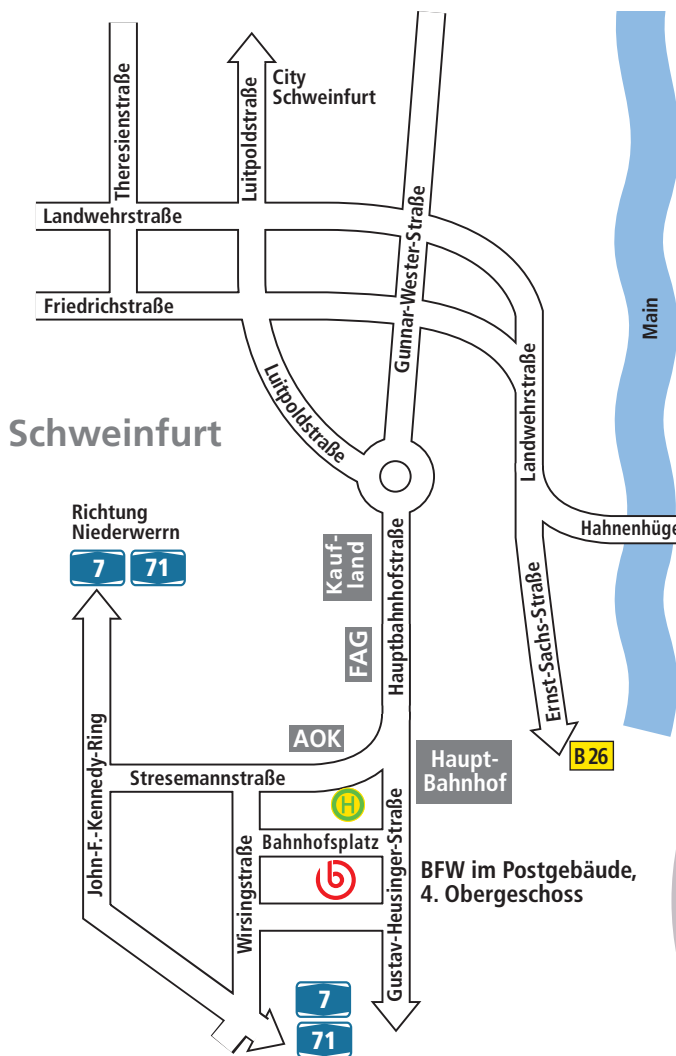 City
Schweinfurt
Theresienstraße
Luitpoldstraße
Landwehrstraße
Gunnar-Wester-Straße
Friedrichstraße
Main
Luitpoldstraße
Landwehrstraße
Schweinfurt
Richtung
Niederwerrn
7 71
Kauf-
land
Hauptbahnhofstraße
Hahnenhüge
FAG
Ernst-Sachs-Straße
AOK
Haupt-
Bahnhof
B 26
John-F.-Kennedy-Ring
Stresemannstraße
H
Bahnhofsplatz
Gustav-Heusinger-Straße
Wirsingstraße
b
BFW im Postgebäude,
4. Obergeschoss
7
71